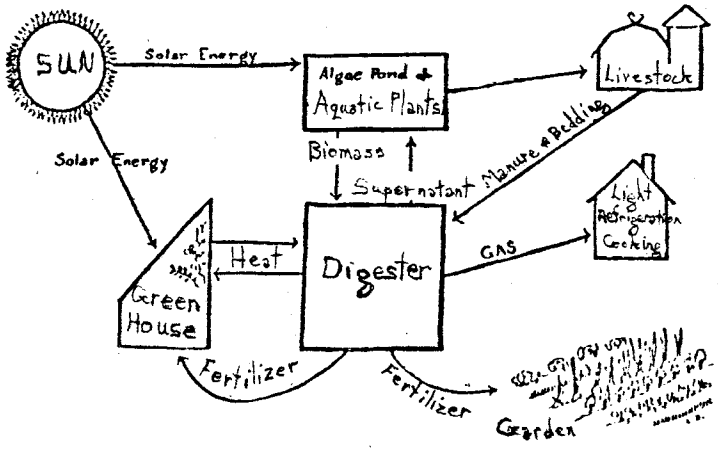 SUN
Solar Energy
Algae Pond &
Aquatic Plants
Livestock
Solar Energy
Biomass
Supernatant
Manure & Bedding
Light
Refrigeration
Cooking
GAS
Heat
Digester
Green
House
Fertilizer
Fertilizer
Garden